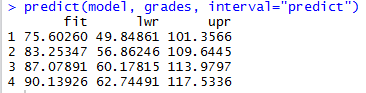 > predict(model, grades, interval="predict")
fit lwr upr
1 75.60260 49.84861 101.3566
2 83.25347 56.86246 109.6445
3 87.07891 60.17815 113.9797
4 90.13926 62.74491 117.5336